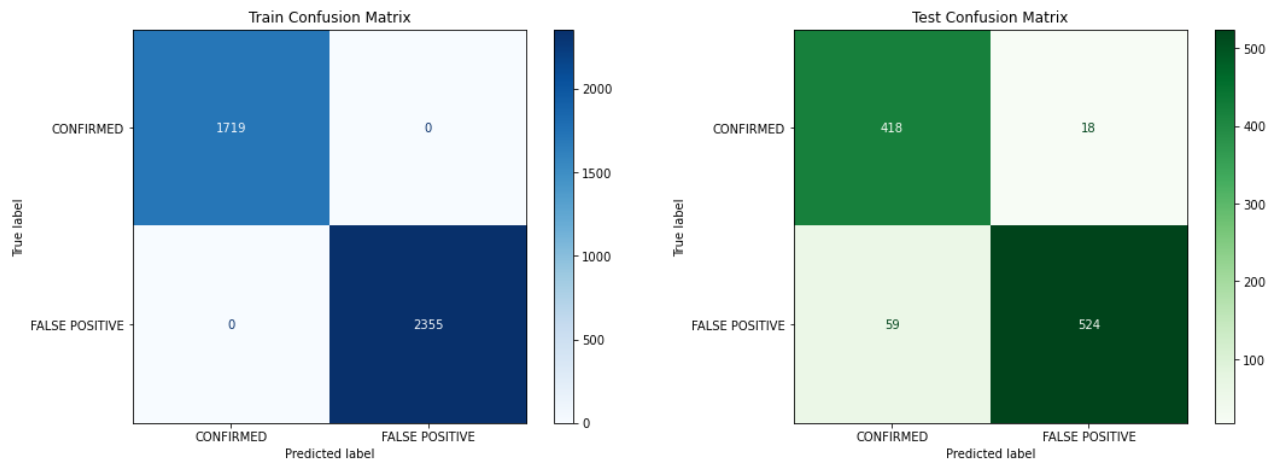 Train Confusion Matrix
CONFIRMED
FALSE POSITIVE
True label
1719
0
0
2355
CONFIRMED
FALSE POSITIVE
Predicted label
2000
1500
1000
500
0
Test Confusion Matrix
CONFIRMED
FALSE POSITIVE
True label
418
18
59
524
CONFIRMED
FALSE POSITIVE
Predicted label
500
400
300
200
100